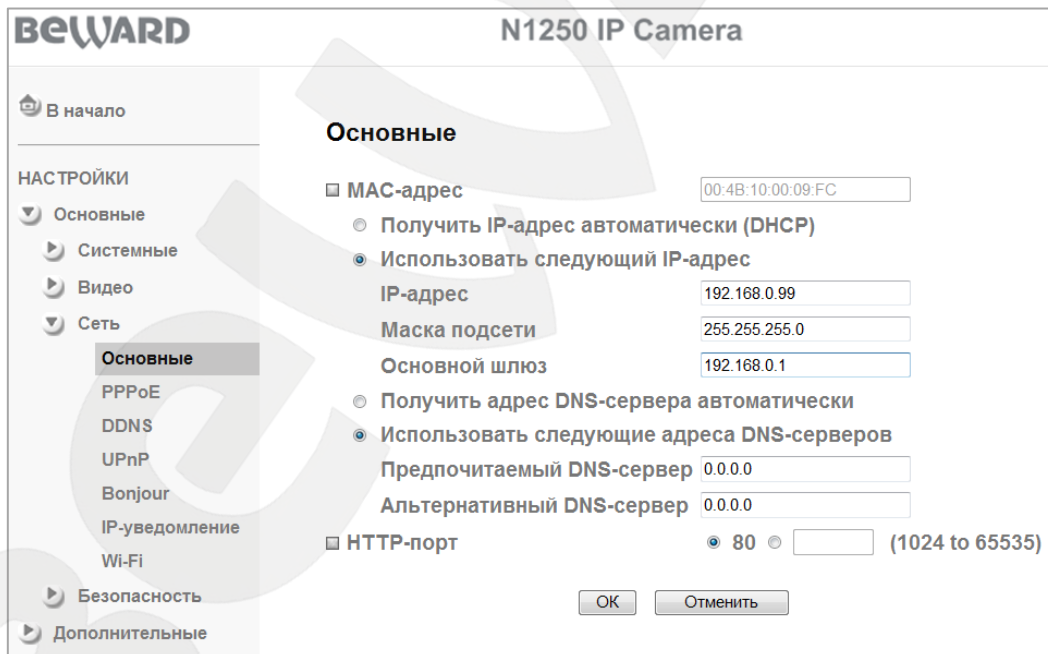 BEWARD
N1250 IP Camera
В начало
НАСТРОЙКИ
Основные
Системные
Видео
Сеть
Основные
PPPoE
DDNS
UPnP
Bonjour
IP-уведомление
Wi-Fi
Безопасность
Дополнительные
Основные
MAC-адрес 00:4B:10:00:09:FC
Получить IP-адрес автоматически (DHCP)
Использовать следующий IP-адрес
IP-адрес 192.168.0.99
Маска подсети 255.255.255.0
Основной шлюз 192.168.0.1
Получить адрес DNS-сервера автоматически
Использовать следующие адреса DNS-серверов
Предпочитаемый DNS-сервер 0.0.0.0
Альтернативный DNS-сервер 0.0.0.0
HTTP-порт 80 (1024 to 65535)
ОК Отменить